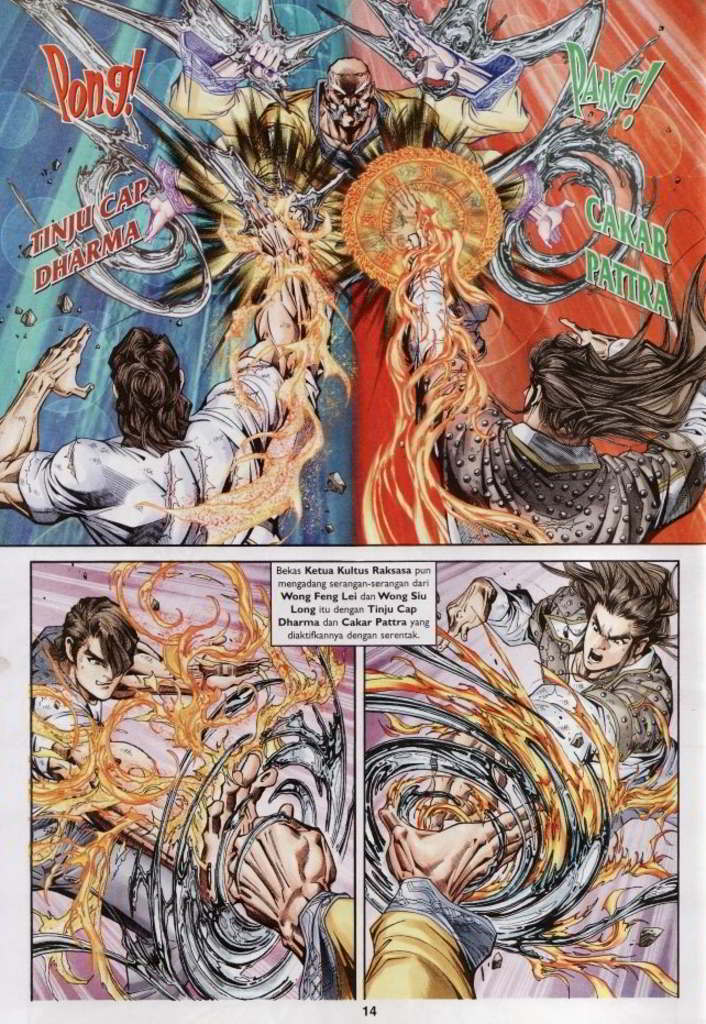 Pong!
PANG!
TINJU CAP
DHARMA
CAKAR
PATTRA
Bekas Ketua Kultus Raksasa pun
mengadang serangan-serangan dari
Wong Feng Lei dan Wong Siu
Long itu dengan Tinju Cap
Dharma dan Cakar Pattra yang
diaktifkannya dengan serentak.
14